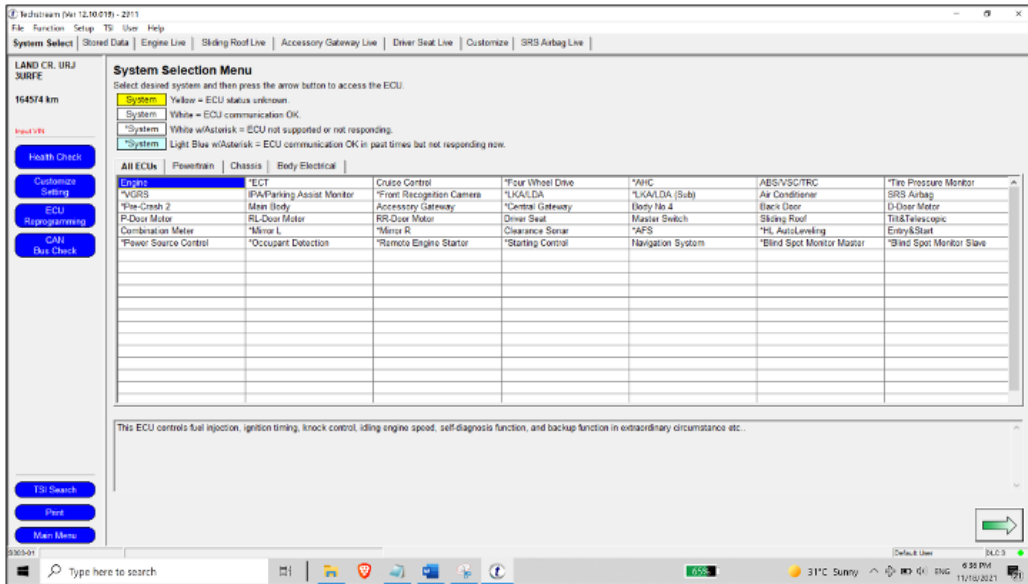 Techstream (Ver 12.10.019) - 2911
File Function Setup TSI User Help
System Select Stored Data Engine Live Sliding Roof Live Accessory Gateway Live Driver Seat Live Customize SRS Airbag Live
LAND CR. URJ
3URFE
164574 km
Input VIN
Health Check
Customize
Setting
ECU
Reprogramming
CAN
Bus Check
TSI Search
Print
Main Menu
System Selection Menu
Select desired system and then press the arrow button to access the ECU.
System Yellow = ECU status unknown.
System White = ECU communication OK.
*System White w/Asterisk = ECU not supported or not responding.
*System Light Blue w/Asterisk = ECU communication OK in past times but not responding now.
All ECUs Powertrain Chassis Body Electrical
Engine *ECT Cruise Control *Four Wheel Drive *AHC ABS/VSC/TRC *Tire Pressure Monitor
*VGRS IPA/Parking Assist Monitor *Front Recognition Camera *LKA/LDA *LKA/LDA (Sub) Air Conditioner SRS Airbag
*Pre-Crash 2 Main Body Accessory Gateway *Central Gateway Body No.4 Back Door D-Door Motor
P-Door Motor RL-Door Motor RR-Door Motor Driver Seat Master Switch Sliding Roof Tilt&Telescopic
Combination Meter *Mirror L *Mirror R Clearance Sonar *AFS *HL AutoLeveling Entry&Start
*Power Source Control *Occupant Detection *Remote Engine Starter *Starting Control Navigation System *Blind Spot Monitor Master *Blind Spot Monitor Slave
This ECU controls fuel injection, ignition timing, knock control, idling engine speed, self-diagnosis function, and backup function in extraordinary circumstance etc..
S303-01 Default User DLC 3
Type here to search 65% 31°C Sunny ENG 6:36 PM
11/18/2021